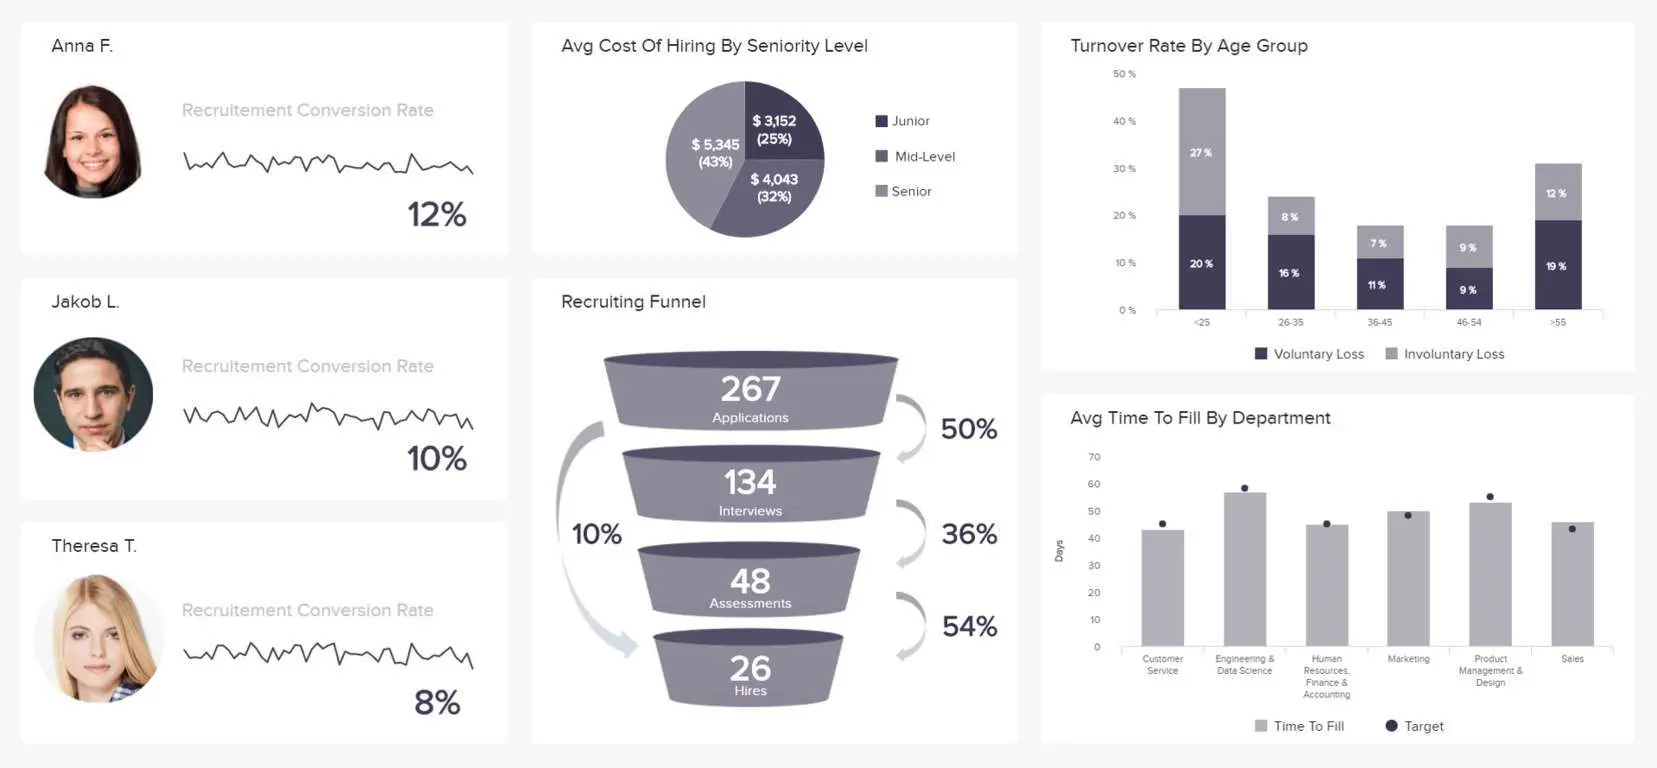 Anna F.
Recruitement Conversion Rate
12%
Jakob L.
Recruitement Conversion Rate
10%
Theresa T.
Recruitement Conversion Rate
8%
Avg Cost Of Hiring By Seniority Level
$ 3,152
(25%)
$ 5,345
(43%)
$ 4,043
(32%)
Junior
Mid-Level
Senior
Recruiting Funnel
267
Applications
50%
134
Interviews
10%
36%
48
Assessments
54%
26
Hires
Turnover Rate By Age Group
50 %
40 %
30 %
20 %
10 %
0 %
27 %
20 %
8 %
16 %
7 %
11 %
9 %
9 %
12 %
19 %
<25
26-35
36-45
46-54
>55
Voluntary Loss
Involuntary Loss
Avg Time To Fill By Department
70
60
50
40
30
20
10
0
Days
Customer
Service
Engineering &
Data Science
Human
Resources,
Finance &
Accounting
Marketing
Product
Management &
Design
Sales
Time To Fill
Target